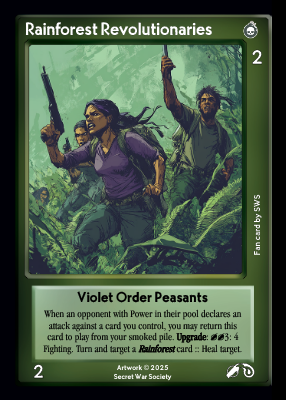 Rainforest Revolutionaries
2
Fan card by SWS
Violet Order Peasants
When an opponent with Power in their pool declares an
attack against a card you control, you may return this
card to play from your smoked pile. Upgrade: 3: 4
Fighting. Turn and target a Rainforest card :: Heal target.
2
Artwork © 2025
Secret War Society